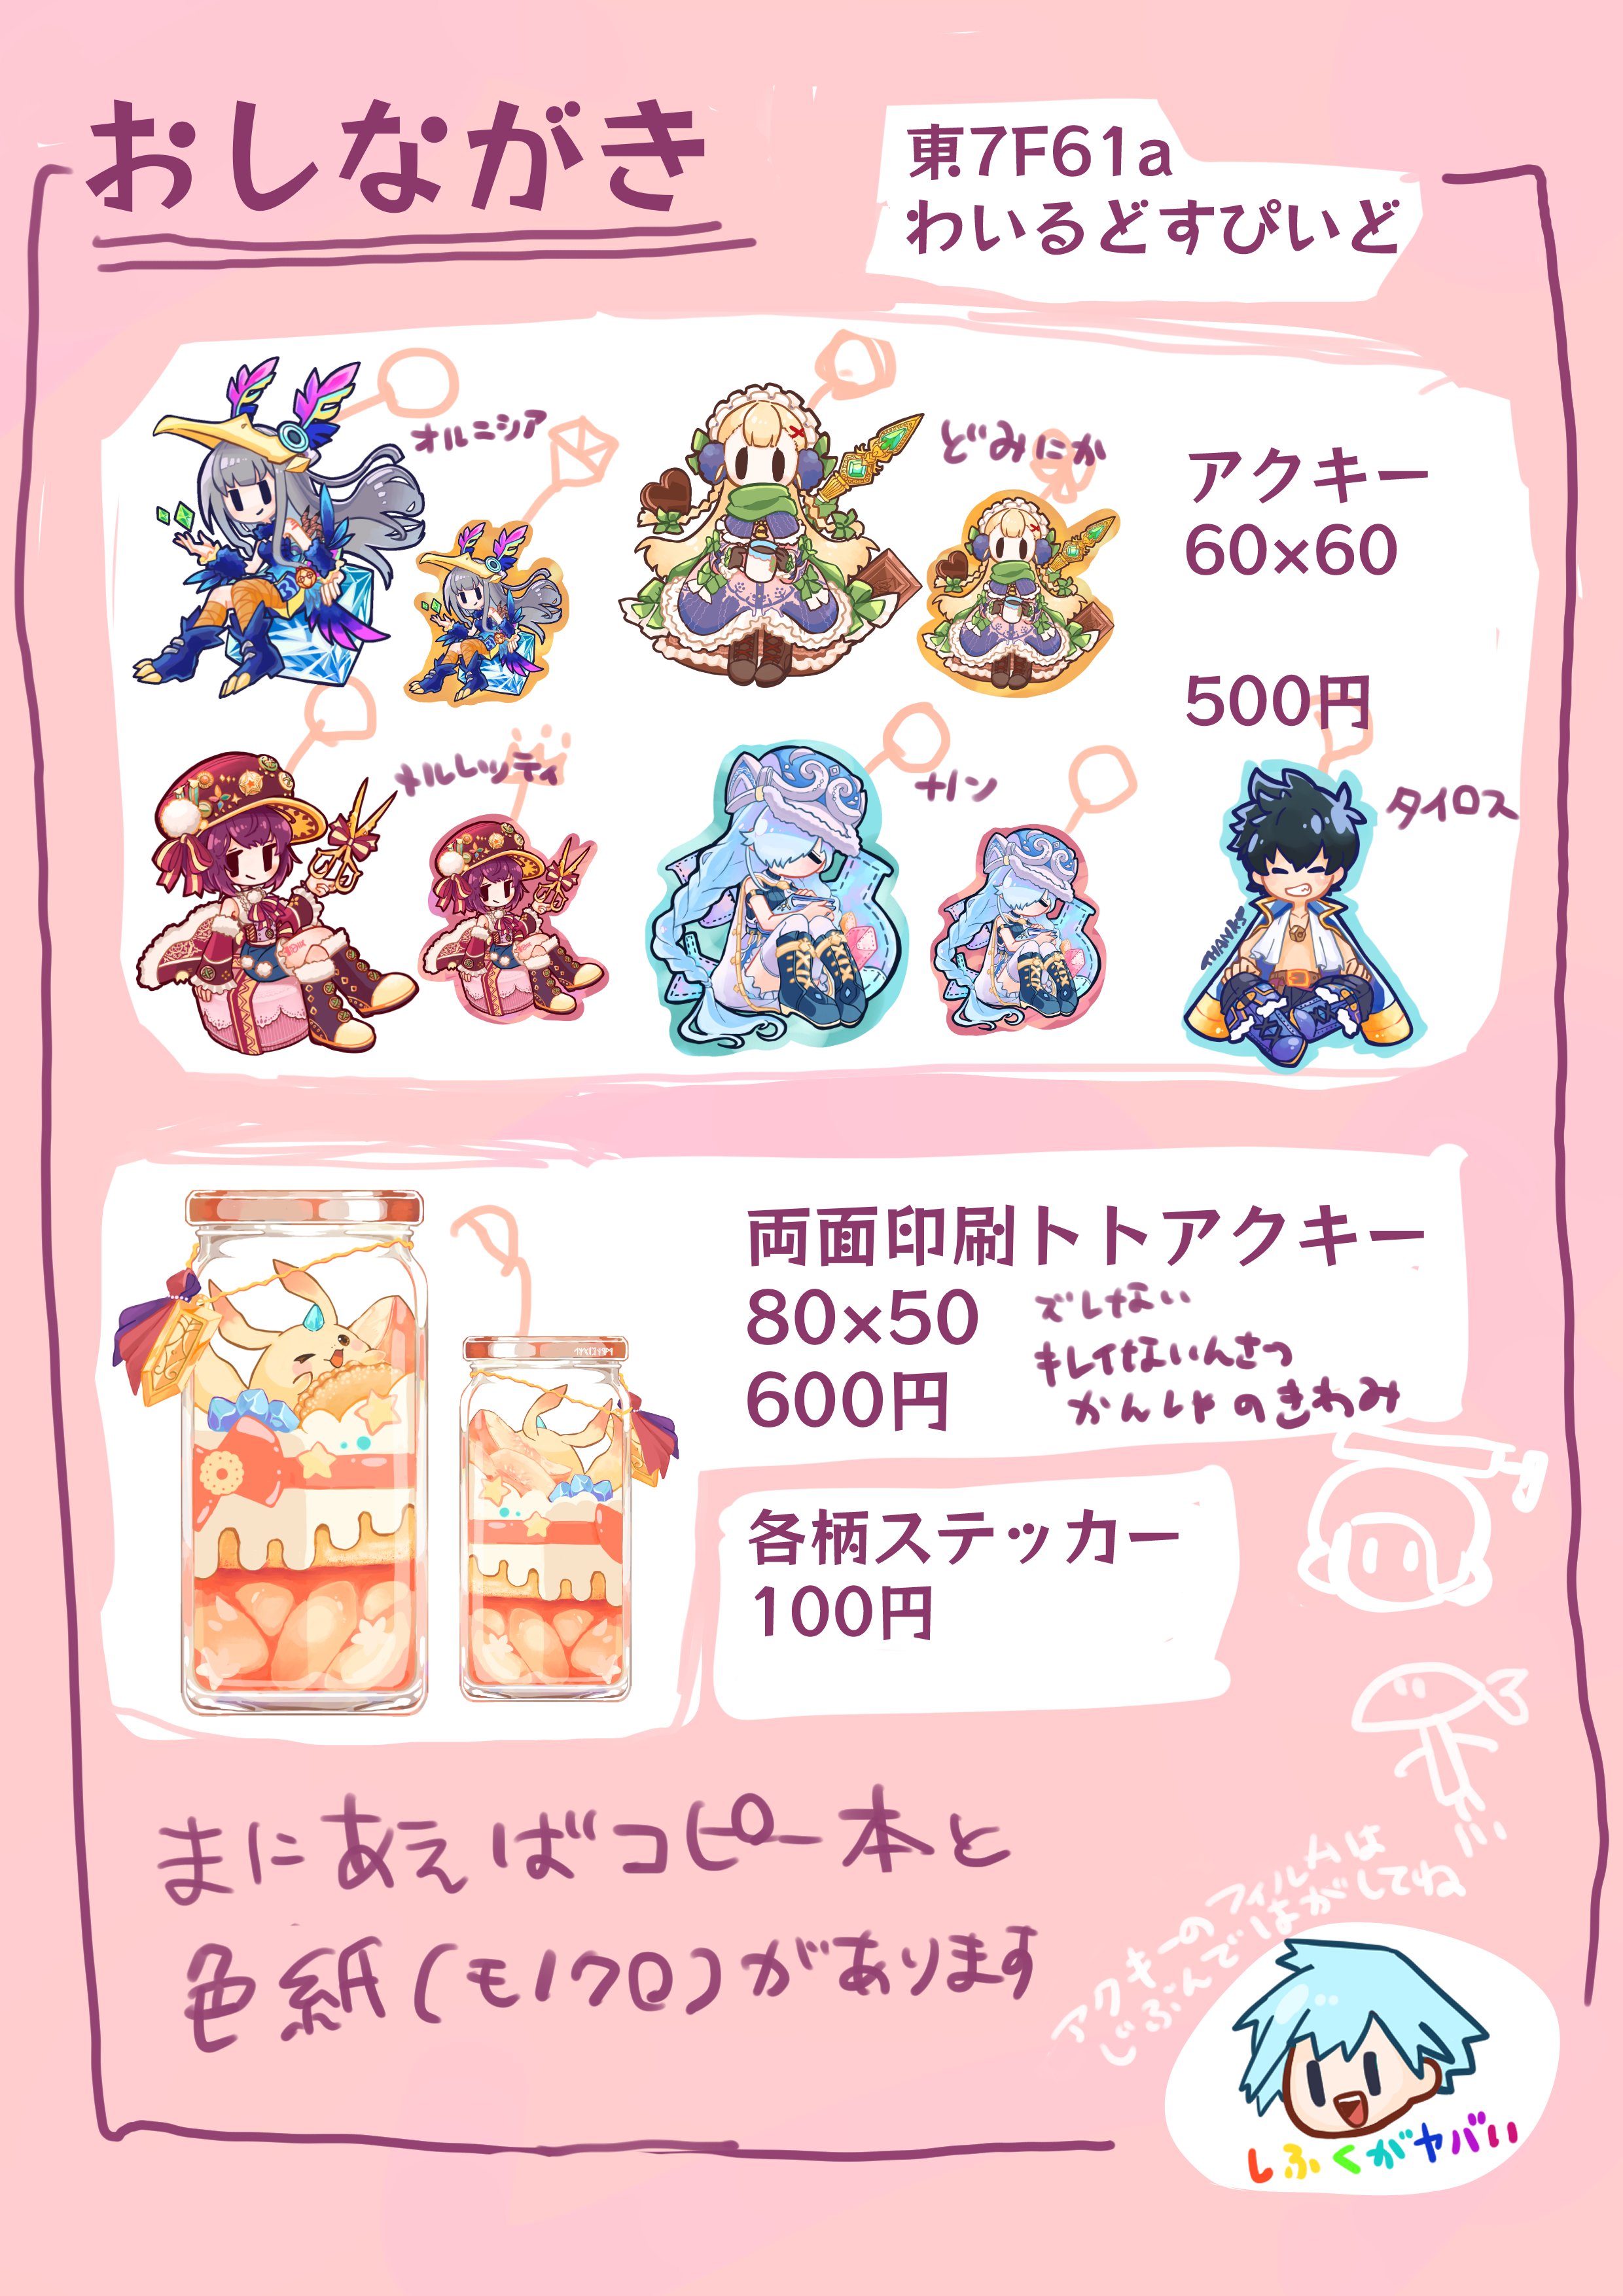 おしながき
東7F61a
わいるどすぴいど
オルニシア
どみにか
アクキー
60×60
500円
メルレッティ
ナノン
タイロス
THANKS
両面印刷トトアクキー
80×50
600円
ズレない
キレイないんさつ
かんしゃのきわみ
各柄ステッカー
100円
まにあえばコピー本と
色紙(モノクロ)があります
アクキーのフィルムは
じぶんではがしてね
しふくがヤバい